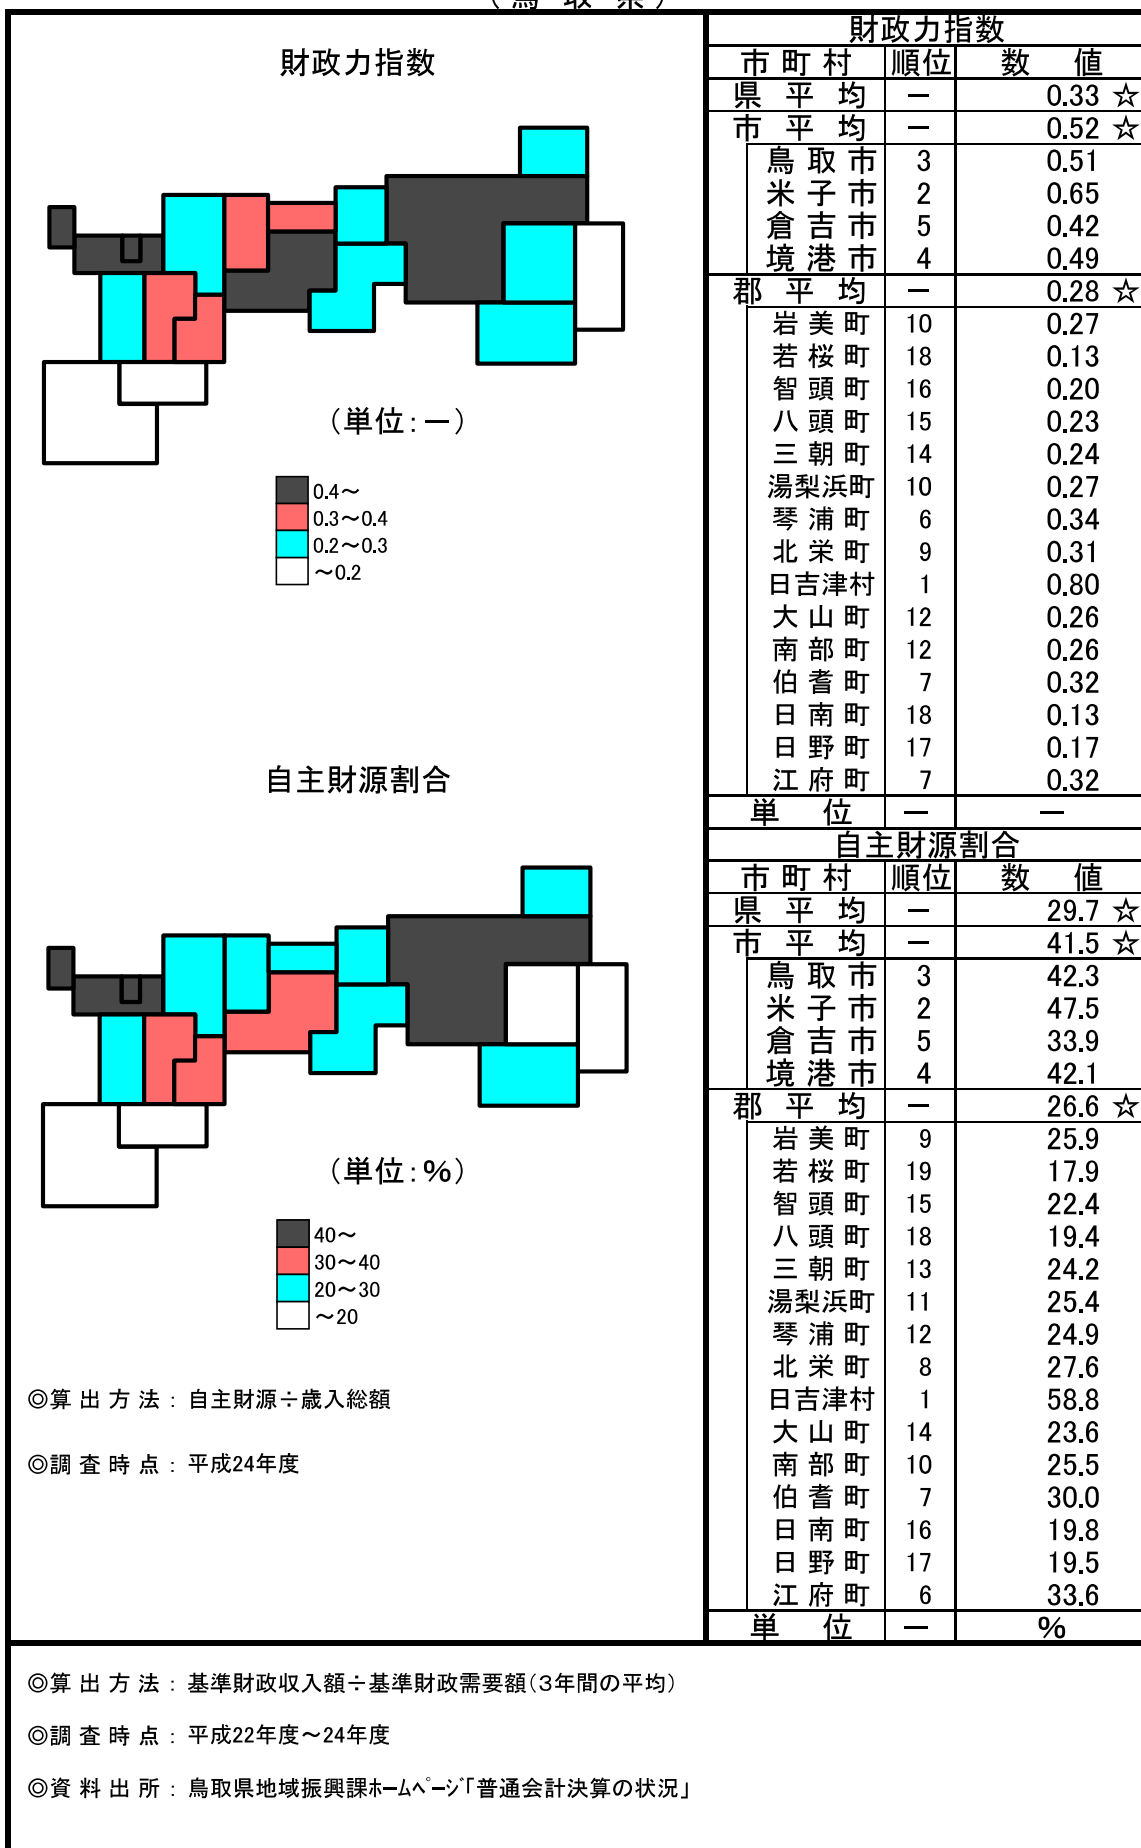 (鳥取県)
財政力指数
(単位:－)
0.4～
0.3～0.4
0.2～0.3
～0.2
自主財源割合
(単位:%)
40～
30～40
20～30
～20
◎算出方法：自主財源÷歳入総額
◎調査時点：平成24年度
財政力指数
市町村 順位 数値
県平均 － 0.33 ☆
市平均 － 0.52 ☆
鳥取市 3 0.51
米子市 2 0.65
倉吉市 5 0.42
境港市 4 0.49
郡平均 － 0.28 ☆
岩美町 10 0.27
若桜町 18 0.13
智頭町 16 0.20
八頭町 15 0.23
三朝町 14 0.24
湯梨浜町 10 0.27
琴浦町 6 0.34
北栄町 9 0.31
日吉津村 1 0.80
大山町 12 0.26
南部町 12 0.26
伯耆町 7 0.32
日南町 18 0.13
日野町 17 0.17
江府町 7 0.32
単位 － －
自主財源割合
市町村 順位 数値
県平均 － 29.7 ☆
市平均 － 41.5 ☆
鳥取市 3 42.3
米子市 2 47.5
倉吉市 5 33.9
境港市 4 42.1
郡平均 － 26.6 ☆
岩美町 9 25.9
若桜町 19 17.9
智頭町 15 22.4
八頭町 18 19.4
三朝町 13 24.2
湯梨浜町 11 25.4
琴浦町 12 24.9
北栄町 8 27.6
日吉津村 1 58.8
大山町 14 23.6
南部町 10 25.5
伯耆町 7 30.0
日南町 16 19.8
日野町 17 19.5
江府町 6 33.6
単位 － %
◎算出方法：基準財政収入額÷基準財政需要額(3年間の平均)
◎調査時点：平成22年度～24年度
◎資料出所：鳥取県地域振興課ﾎｰﾑﾍﾟｰｼﾞ「普通会計決算の状況」